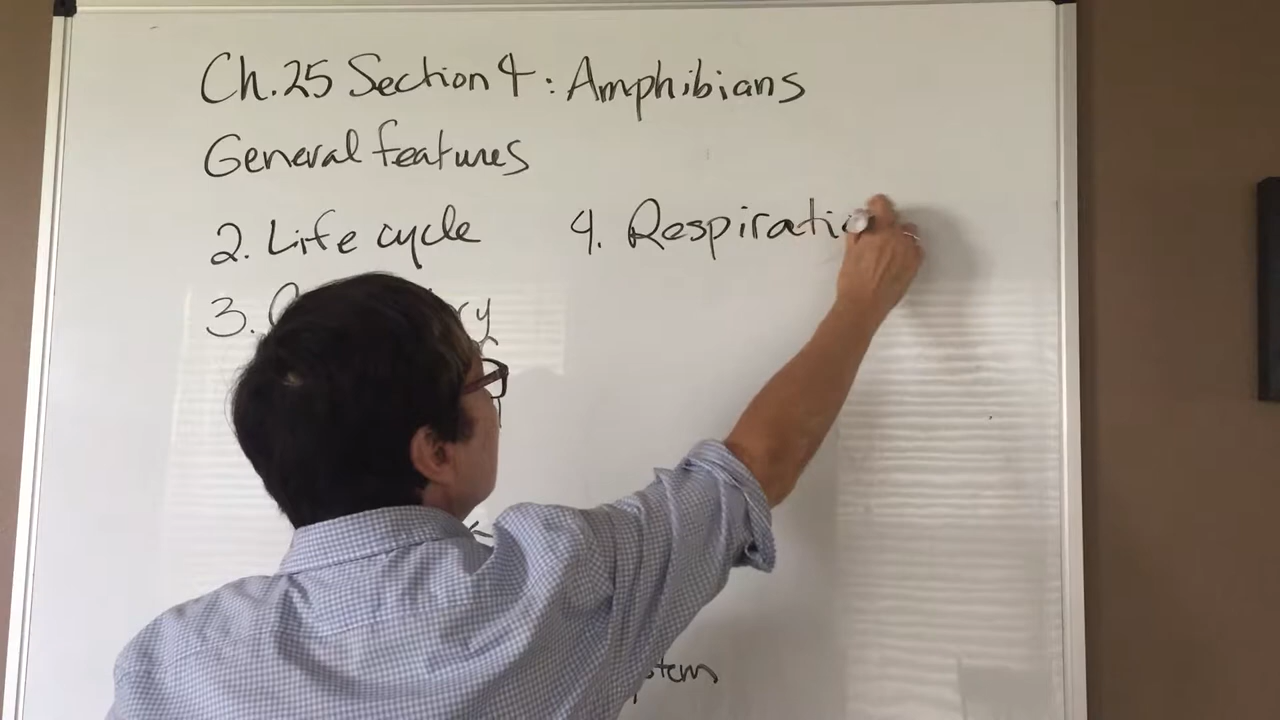 Ch. 25 Section 4: Amphibians
General features
2. Life cycle
4. Respiratio
3.